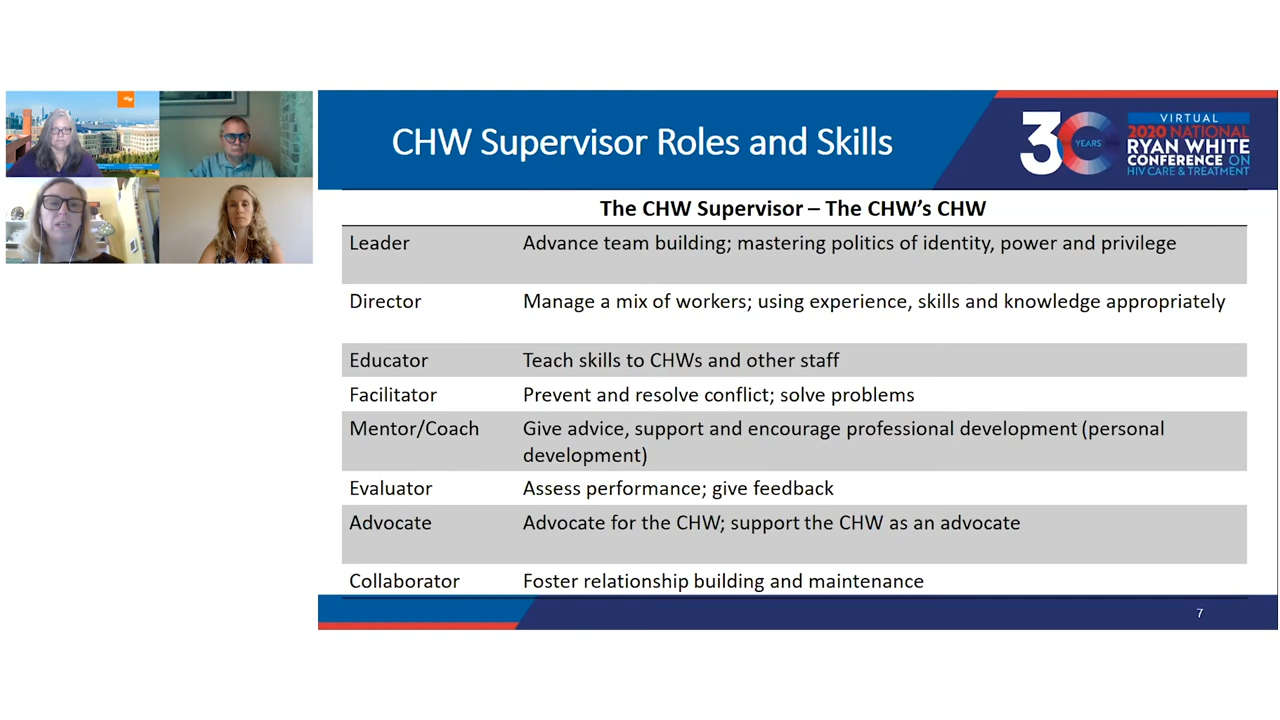 CHW Supervisor Roles and Skills
30
YEARS
VIRTUAL
2020 NATIONAL
RYAN WHITE
CONFERENCE ON
HIV CARE & TREATMENT
The CHW Supervisor – The CHW's CHW
Leader Advance team building; mastering politics of identity, power and privilege
Director Manage a mix of workers; using experience, skills and knowledge appropriately
Educator Teach skills to CHWs and other staff
Facilitator Prevent and resolve conflict; solve problems
Mentor/Coach Give advice, support and encourage professional development (personal
development)
Evaluator Assess performance; give feedback
Advocate Advocate for the CHW; support the CHW as an advocate
Collaborator Foster relationship building and maintenance
7